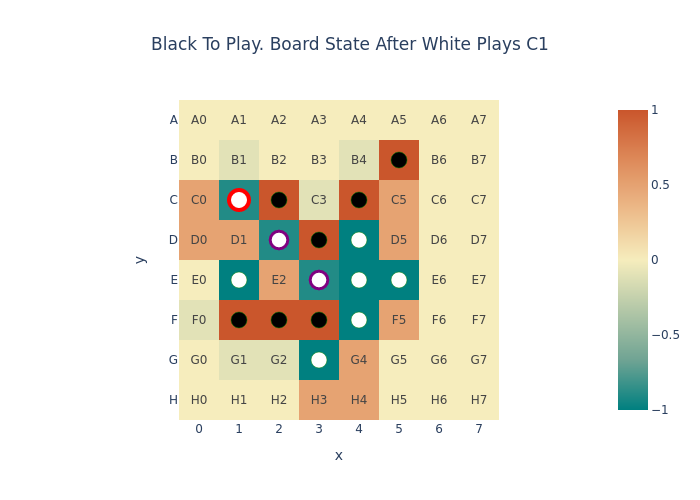 Black To Play. Board State After White Plays C1
A A0 A1 A2 A3 A4 A5 A6 A7
B B0 B1 B2 B3 B4 B6 B7
C C0 C3 C5 C6 C7
D D0 D1 D5 D6 D7
E E0 E2 E6 E7
F F0 F5 F6 F7
G G0 G1 G2 G4 G5 G6 G7
H H0 H1 H2 H3 H4 H5 H6 H7
0 1 2 3 4 5 6 7
x
y
1
0.5
0
−0.5
−1